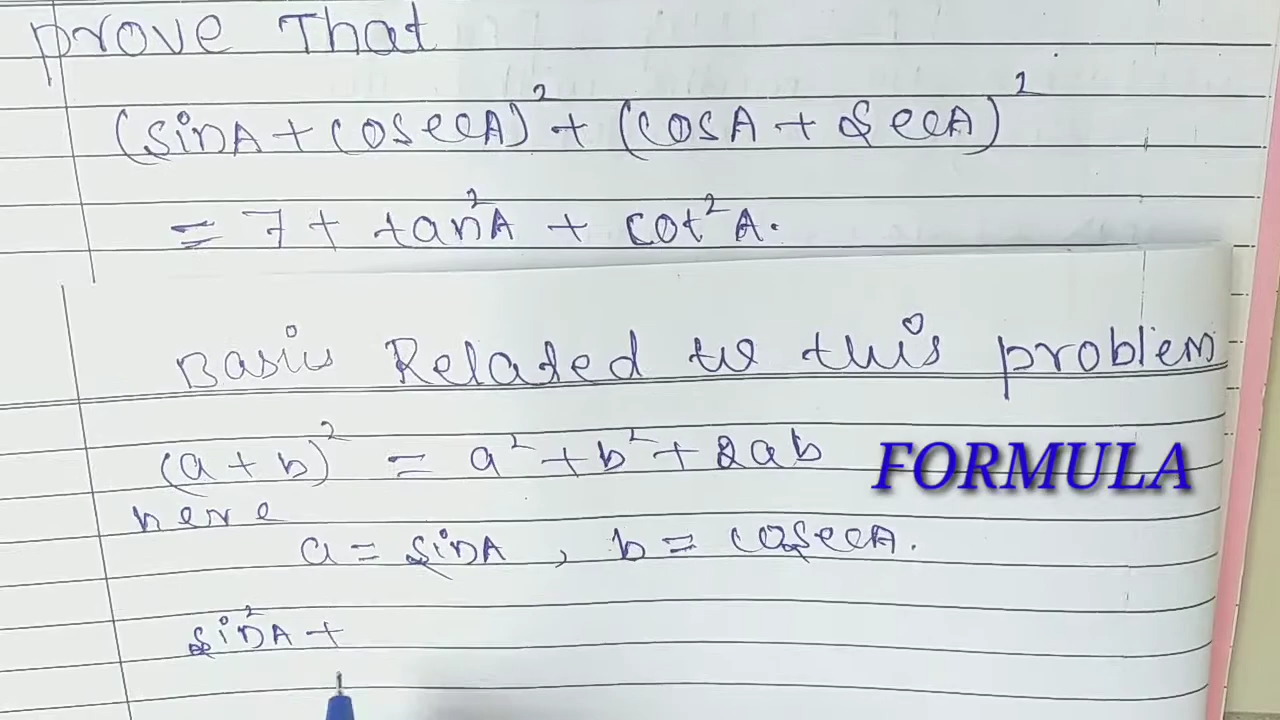 Prove That
(sinA + cosecA)² + (cosA + secA)²
= 7 + tan²A + cot²A.
Basic Related to this problem
(a + b)² = a² + b² + 2ab FORMULA
here
a = sinA , b = cosecA.
sin²A +